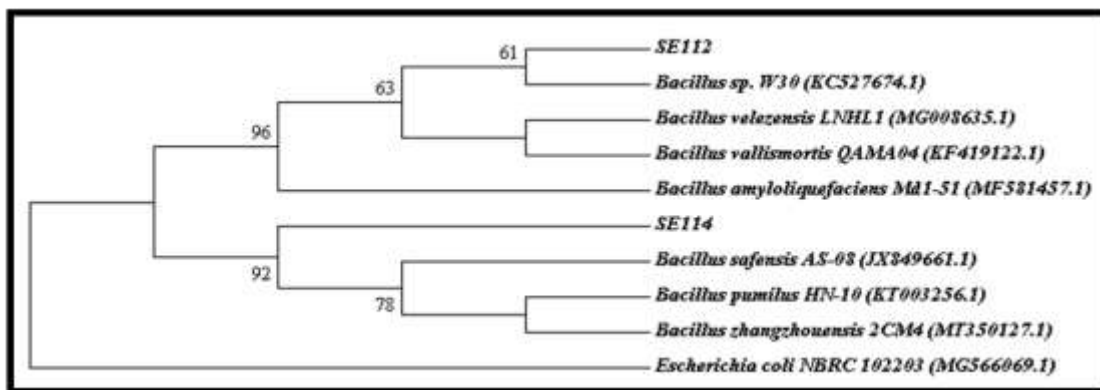 SE112
61
Bacillus sp. W30 (KC527674.1)
63
Bacillus velezensis LNHL1 (MG008635.1)
96
Bacillus vallismortis QAMA04 (KF419122.1)
Bacillus amyloliquefaciens Md1-51 (MF581457.1)
SE114
Bacillus safensis AS-08 (JX849661.1)
92
Bacillus pumilus HN-10 (KT003256.1)
78
Bacillus zhangzhouensis 2CM4 (MT350127.1)
Escherichia coli NBRC 102203 (MG566069.1)